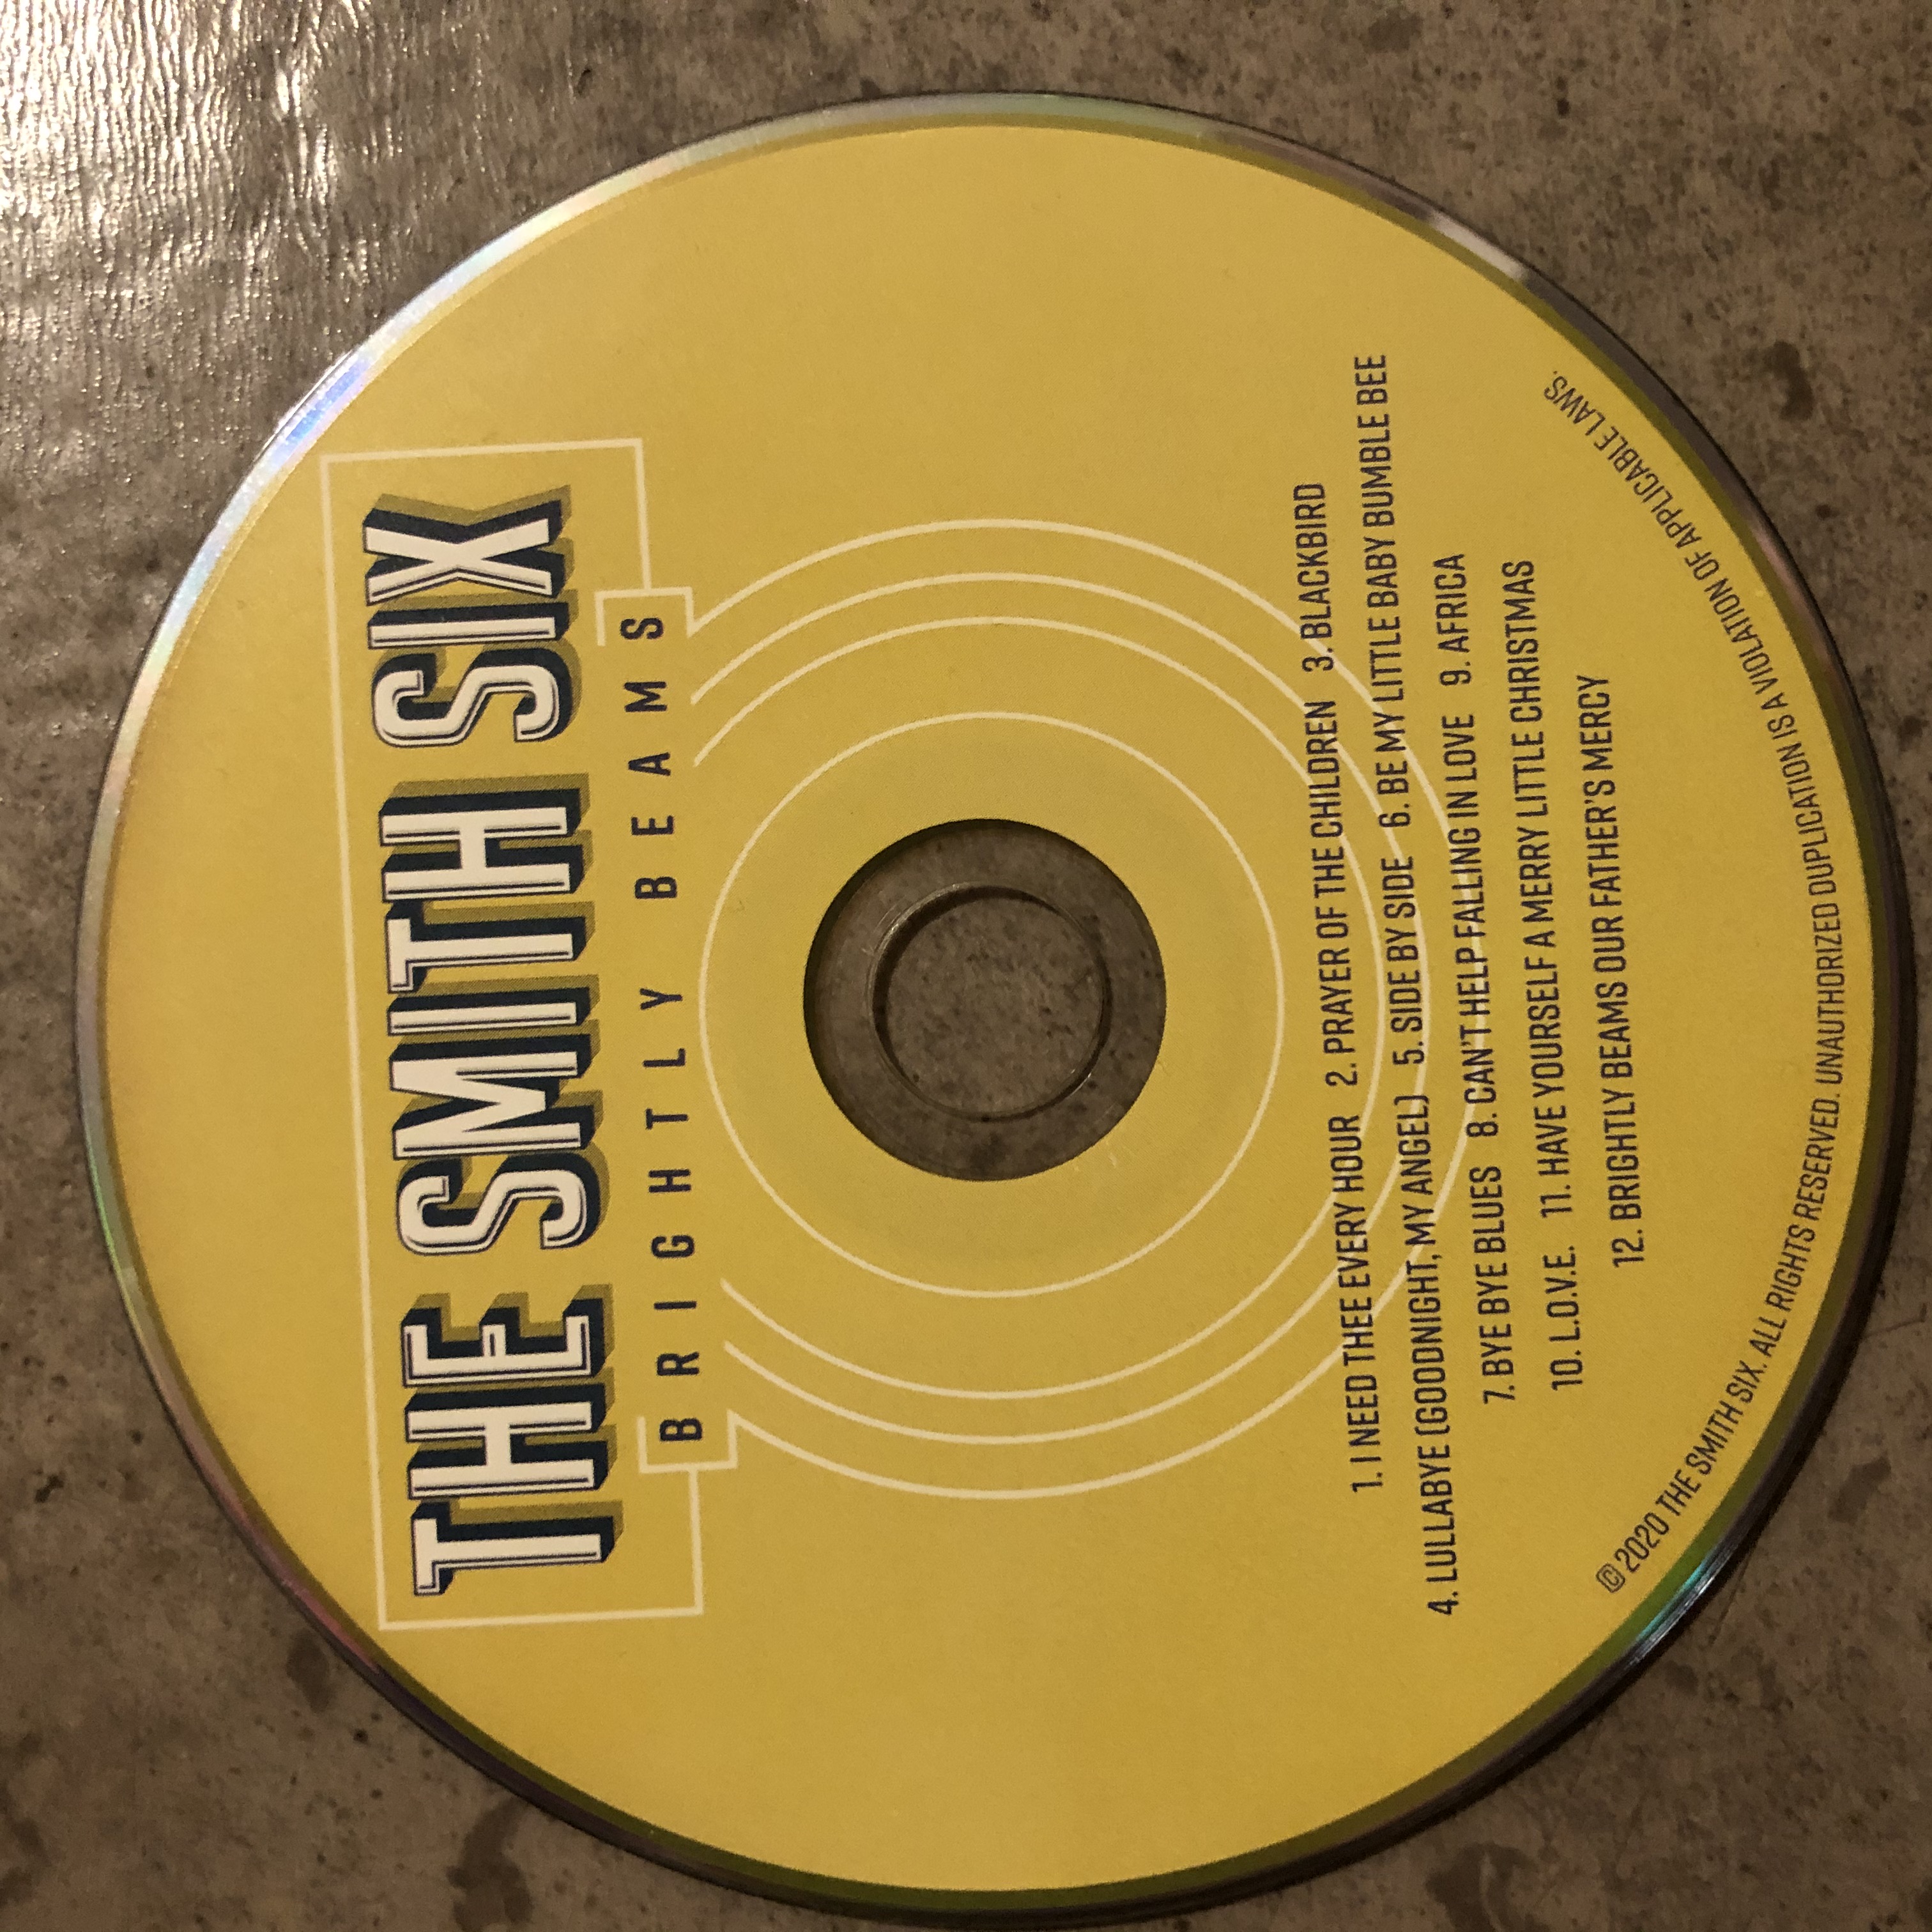 THE SMITH SIX
BRIGHTLY BEAMS
1. I NEED THEE EVERY HOUR 2. PRAYER OF THE CHILDREN 3. BLACKBIRD
4. LULLABYE (GOODNIGHT, MY ANGEL) 5. SIDE BY SIDE 6. BE MY LITTLE BABY BUMBLE BEE
7. BYE BYE BLUES 8. CAN'T HELP FALLING IN LOVE 9. AFRICA
10. L.O.V.E. 11. HAVE YOURSELF A MERRY LITTLE CHRISTMAS
12. BRIGHTLY BEAMS OUR FATHER'S MERCY
© 2020 THE SMITH SIX. ALL RIGHTS RESERVED. UNAUTHORIZED DUPLICATION IS A VIOLATION OF APPLICABLE LAWS.